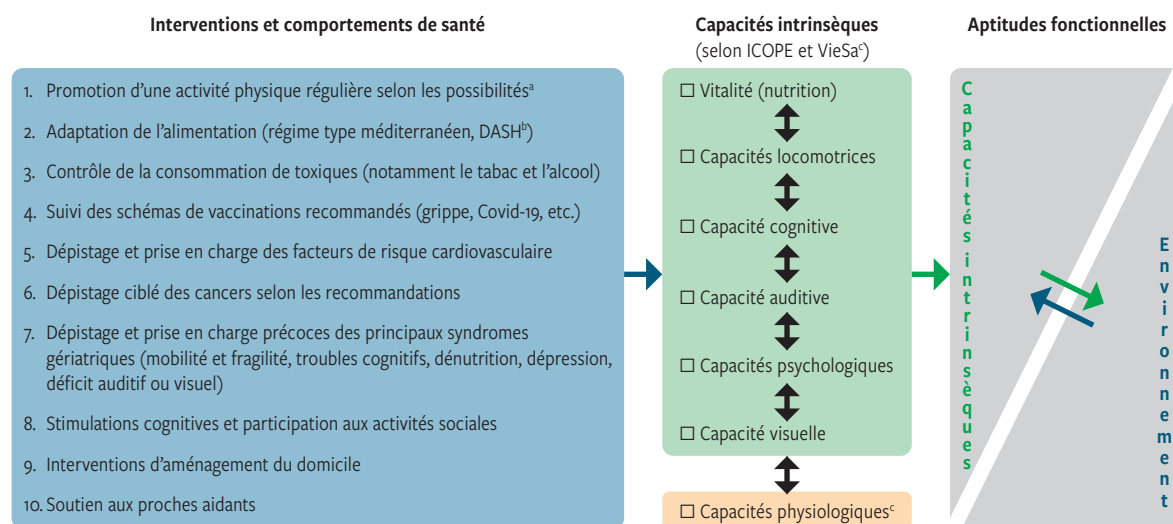 Interventions et comportements de santé
1. Promotion d’une activité physique régulière selon les possibilitésᵃ
2. Adaptation de l’alimentation (régime type méditerranéen, DASHᵇ)
3. Contrôle de la consommation de toxiques (notamment le tabac et l’alcool)
4. Suivi des schémas de vaccinations recommandés (grippe, Covid-19, etc.)
5. Dépistage et prise en charge des facteurs de risque cardiovasculaire
6. Dépistage ciblé des cancers selon les recommandations
7. Dépistage et prise en charge précoces des principaux syndromes
gériatriques (mobilité et fragilité, troubles cognitifs, dénutrition, dépression,
déficit auditif ou visuel)
8. Stimulations cognitives et participation aux activités sociales
9. Interventions d’aménagement du domicile
10. Soutien aux proches aidants
Capacités intrinsèques
(selon ICOPE et VieSaᶜ)
☐ Vitalité (nutrition)
☐ Capacités locomotrices
☐ Capacité cognitive
☐ Capacité auditive
☐ Capacités psychologiques
☐ Capacité visuelle
☐ Capacités physiologiquesᶜ
Aptitudes fonctionnelles
Capacités intrinsèques
Environnement